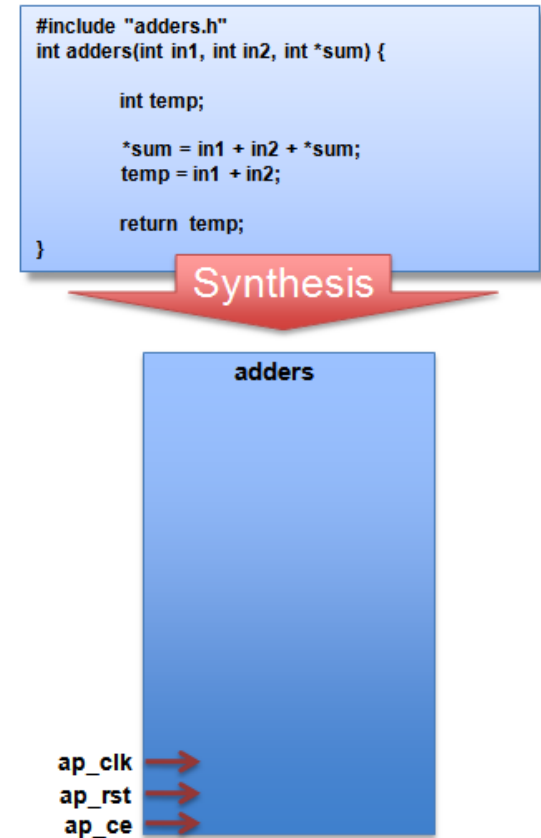 #include "adders.h"
int adders(int in1, int in2, int *sum) {
int temp;
*sum = in1 + in2 + *sum;
temp = in1 + in2;
return temp;
}
Synthesis
adders
ap_clk
ap_rst
ap_ce